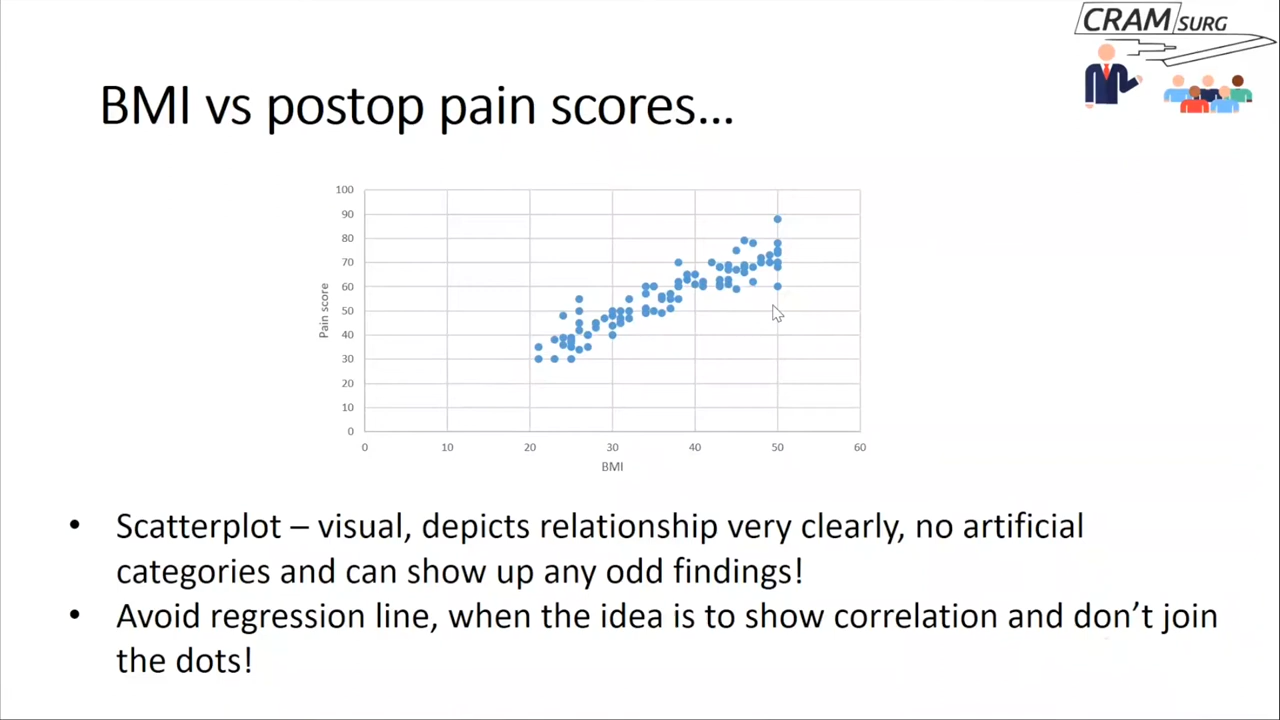 CRAM SURG
BMI vs postop pain scores...
100
90
80
70
60
50
40
30
20
10
0
Pain score
0 10 20 30 40 50 60
BMI
• Scatterplot – visual, depicts relationship very clearly, no artificial
categories and can show up any odd findings!
• Avoid regression line, when the idea is to show correlation and don’t join
the dots!